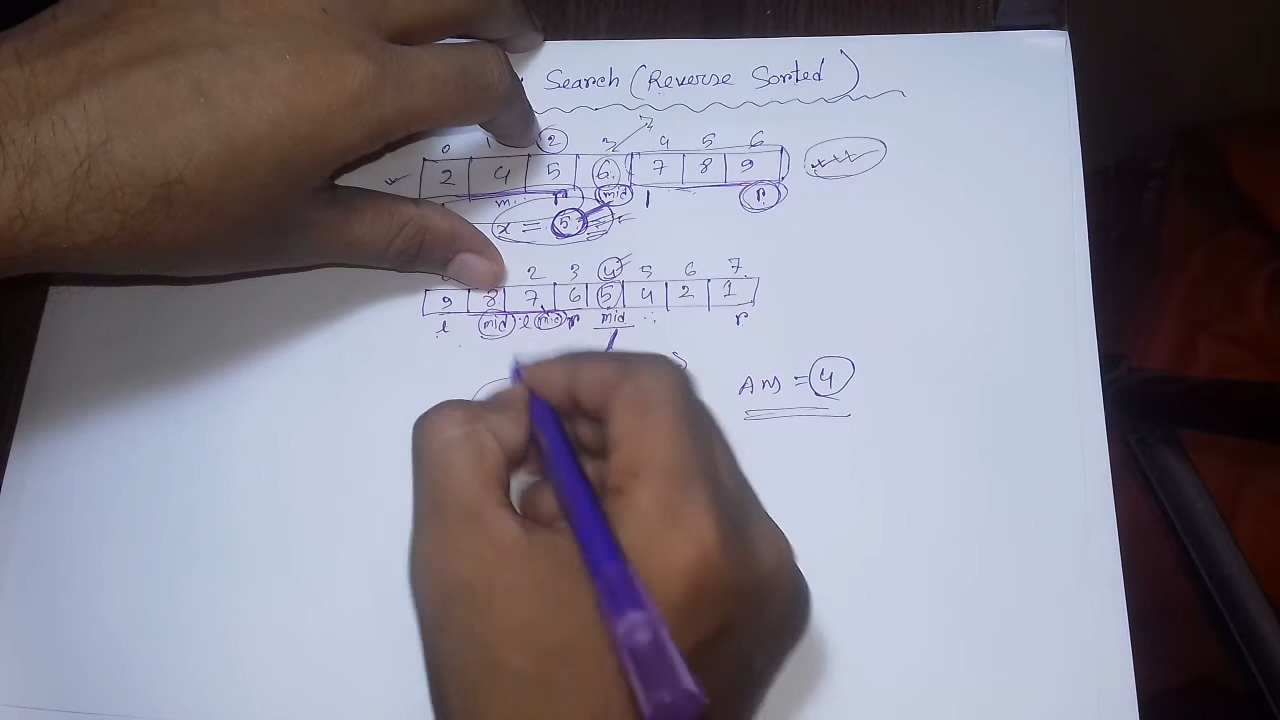 Search (Reverse Sorted)
0 1 2 3 4 5 6
2 4 5 6 7 8 9
m r mid l r
x = 5
2 3 4 5 6 7
9 8 7 6 5 4 2 1
l mid l mid r mid r
Ans = 4